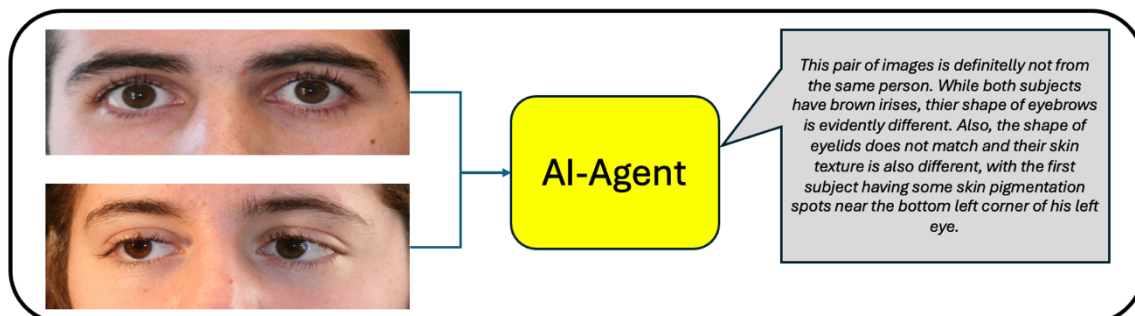 AI-Agent
This pair of images is definitelly not from
the same person. While both subjects
have brown irises, thier shape of eyebrows
is evidently different. Also, the shape of
eyelids does not match and their skin
texture is also different, with the first
subject having some skin pigmentation
spots near the bottom left corner of his left
eye.